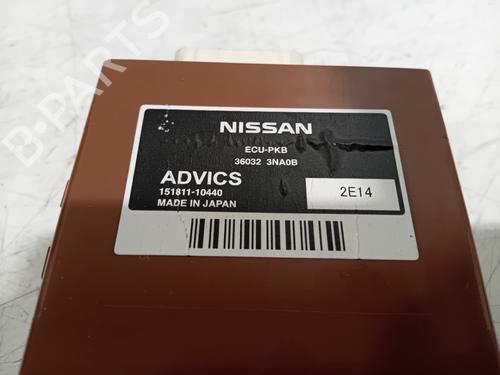 NISSAN
ECU-PKB
36032 3NA0B
ADVICS
151811-10440
2E14
MADE IN JAPAN
B-PARTS